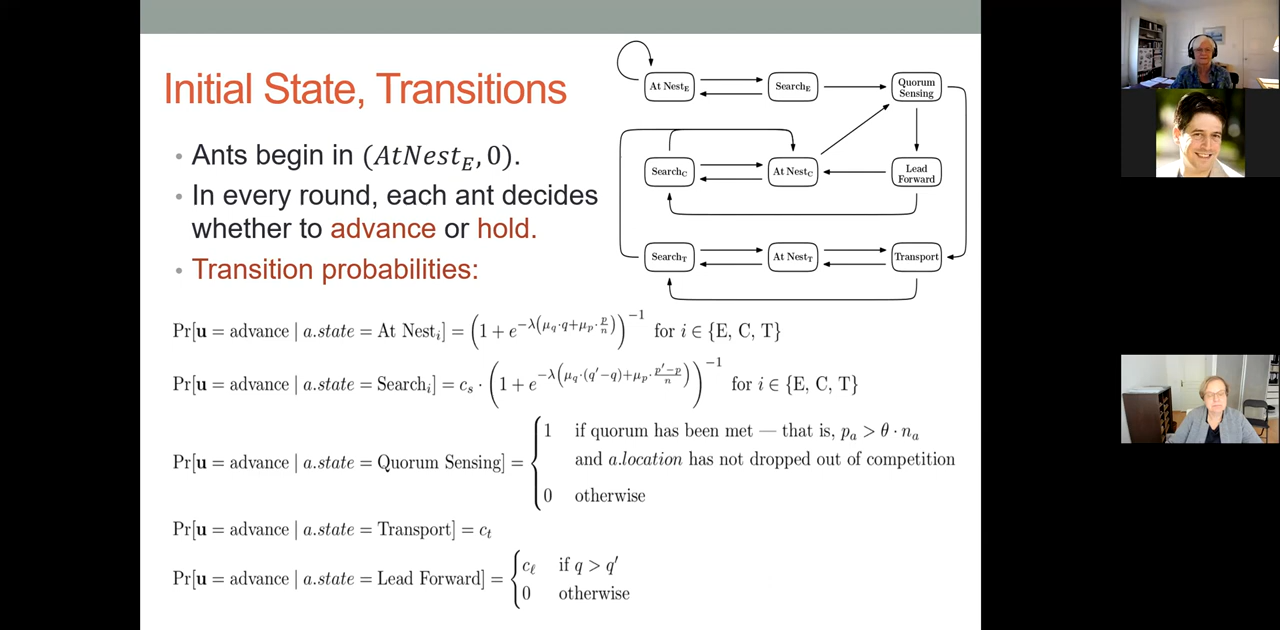 Initial State, Transitions
• Ants begin in (AtNest_E, 0).
• In every round, each ant decides
whether to advance or hold.
• Transition probabilities:
At Nest_E
Search_E
Quorum
Sensing
Search_C
At Nest_C
Lead
Forward
Search_T
At Nest_T
Transport
Pr[u = advance | a.state = At Nest_i] = (1 + e^{−λ(μ_q·q+μ_p·p/n)})^{−1} for i ∈ {E, C, T}
Pr[u = advance | a.state = Search_i] = c_s · (1 + e^{−λ(μ_q·(q′−q)+μ_p·(p′−p)/n)})^{−1} for i ∈ {E, C, T}
Pr[u = advance | a.state = Quorum Sensing] = { 1 if quorum has been met — that is, p_a > θ · n_a
and a.location has not dropped out of competition
0 otherwise
Pr[u = advance | a.state = Transport] = c_t
Pr[u = advance | a.state = Lead Forward] = { c_ℓ if q > q′
0 otherwise